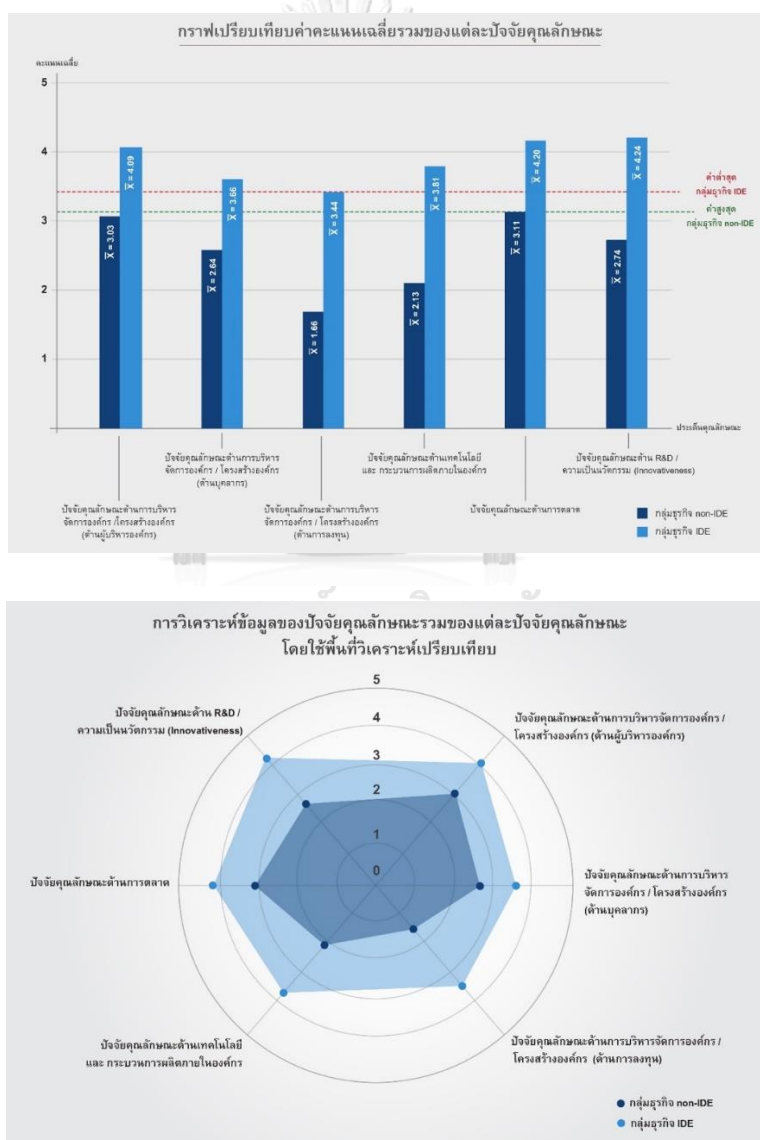 กราฟเปรียบเทียบค่าคะแนนเฉลี่ยรวมของแต่ละปัจจัยคุณลักษณะ
คะแนนเฉลี่ย
5
4
3
2
1
X̅ = 3.03
X̅ = 4.09
X̅ = 2.64
X̅ = 3.66
X̅ = 1.66
X̅ = 3.44
X̅ = 2.13
X̅ = 3.81
X̅ = 3.11
X̅ = 4.20
X̅ = 2.74
X̅ = 4.24
ค่าต่ำสุด
กลุ่มธุรกิจ IDE
ค่าสูงสุด
กลุ่มธุรกิจ non-IDE
ประเด็นคุณลักษณะ
ปัจจัยคุณลักษณะด้านการบริหาร
จัดการองค์กร / โครงสร้างองค์กร
(ด้านบุคลากร)
ปัจจัยคุณลักษณะด้านเทคโนโลยี
และ กระบวนการผลิตภายในองค์กร
ปัจจัยคุณลักษณะด้าน R&D /
ความเป็นนวัตกรรม (Innovativeness)
ปัจจัยคุณลักษณะด้านการบริหาร
จัดการองค์กร /โครงสร้างองค์กร
(ด้านผู้บริหารองค์กร)
ปัจจัยคุณลักษณะด้านการบริหาร
จัดการองค์กร / โครงสร้างองค์กร
(ด้านการลงทุน)
ปัจจัยคุณลักษณะด้านการตลาด
กลุ่มธุรกิจ non-IDE
กลุ่มธุรกิจ IDE
การวิเคราะห์ข้อมูลของปัจจัยคุณลักษณะรวมของแต่ละปัจจัยคุณลักษณะ
โดยใช้พื้นที่วิเคราะห์เปรียบเทียบ
5
4
3
2
1
0
ปัจจัยคุณลักษณะด้าน R&D /
ความเป็นนวัตกรรม (Innovativeness)
ปัจจัยคุณลักษณะด้านการบริหารจัดการองค์กร /
โครงสร้างองค์กร (ด้านผู้บริหารองค์กร)
ปัจจัยคุณลักษณะด้านการตลาด
ปัจจัยคุณลักษณะด้านการบริหาร
จัดการองค์กร / โครงสร้างองค์กร
(ด้านบุคลากร)
ปัจจัยคุณลักษณะด้านเทคโนโลยี
และ กระบวนการผลิตภายในองค์กร
ปัจจัยคุณลักษณะด้านการบริหารจัดการองค์กร /
โครงสร้างองค์กร (ด้านการลงทุน)
กลุ่มธุรกิจ non-IDE
กลุ่มธุรกิจ IDE